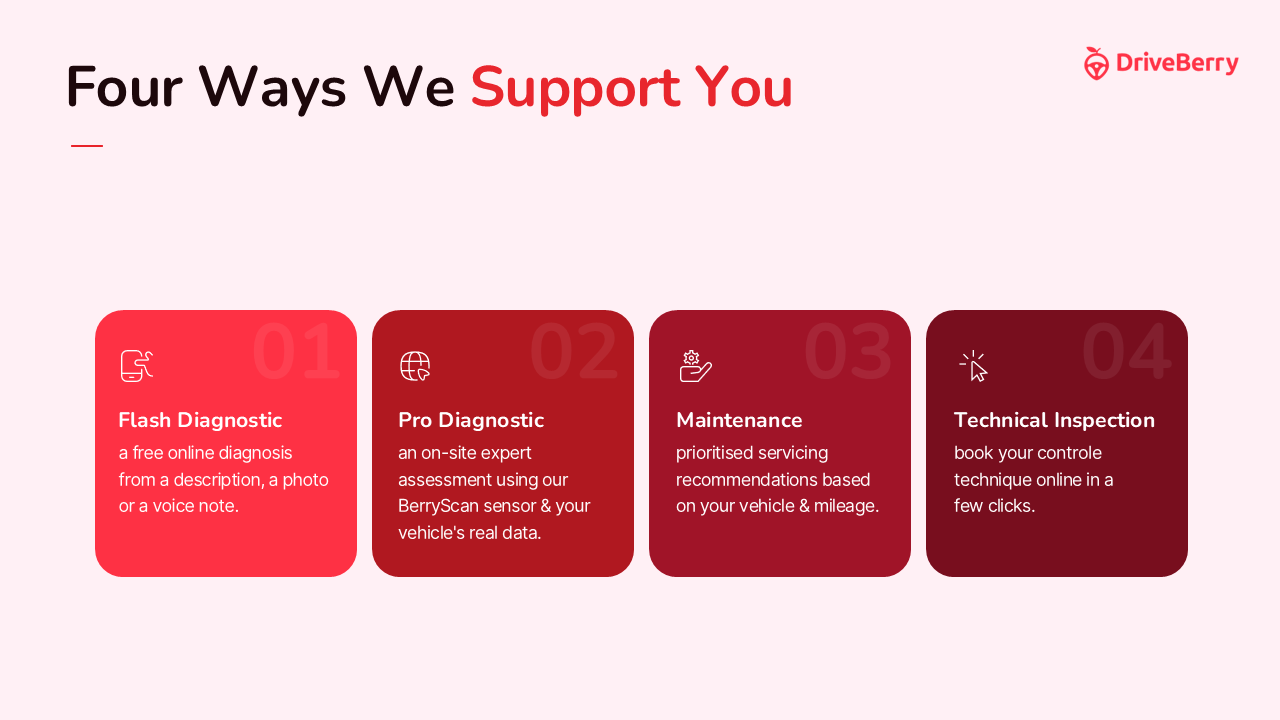 Four Ways We Support You
DriveBerry
01
Flash Diagnostic
a free online diagnosis
from a description, a photo
or a voice note.
02
Pro Diagnostic
an on-site expert
assessment using our
BerryScan sensor & your
vehicle's real data.
03
Maintenance
prioritised servicing
recommendations based
on your vehicle & mileage.
04
Technical Inspection
book your controle
technique online in a
few clicks.